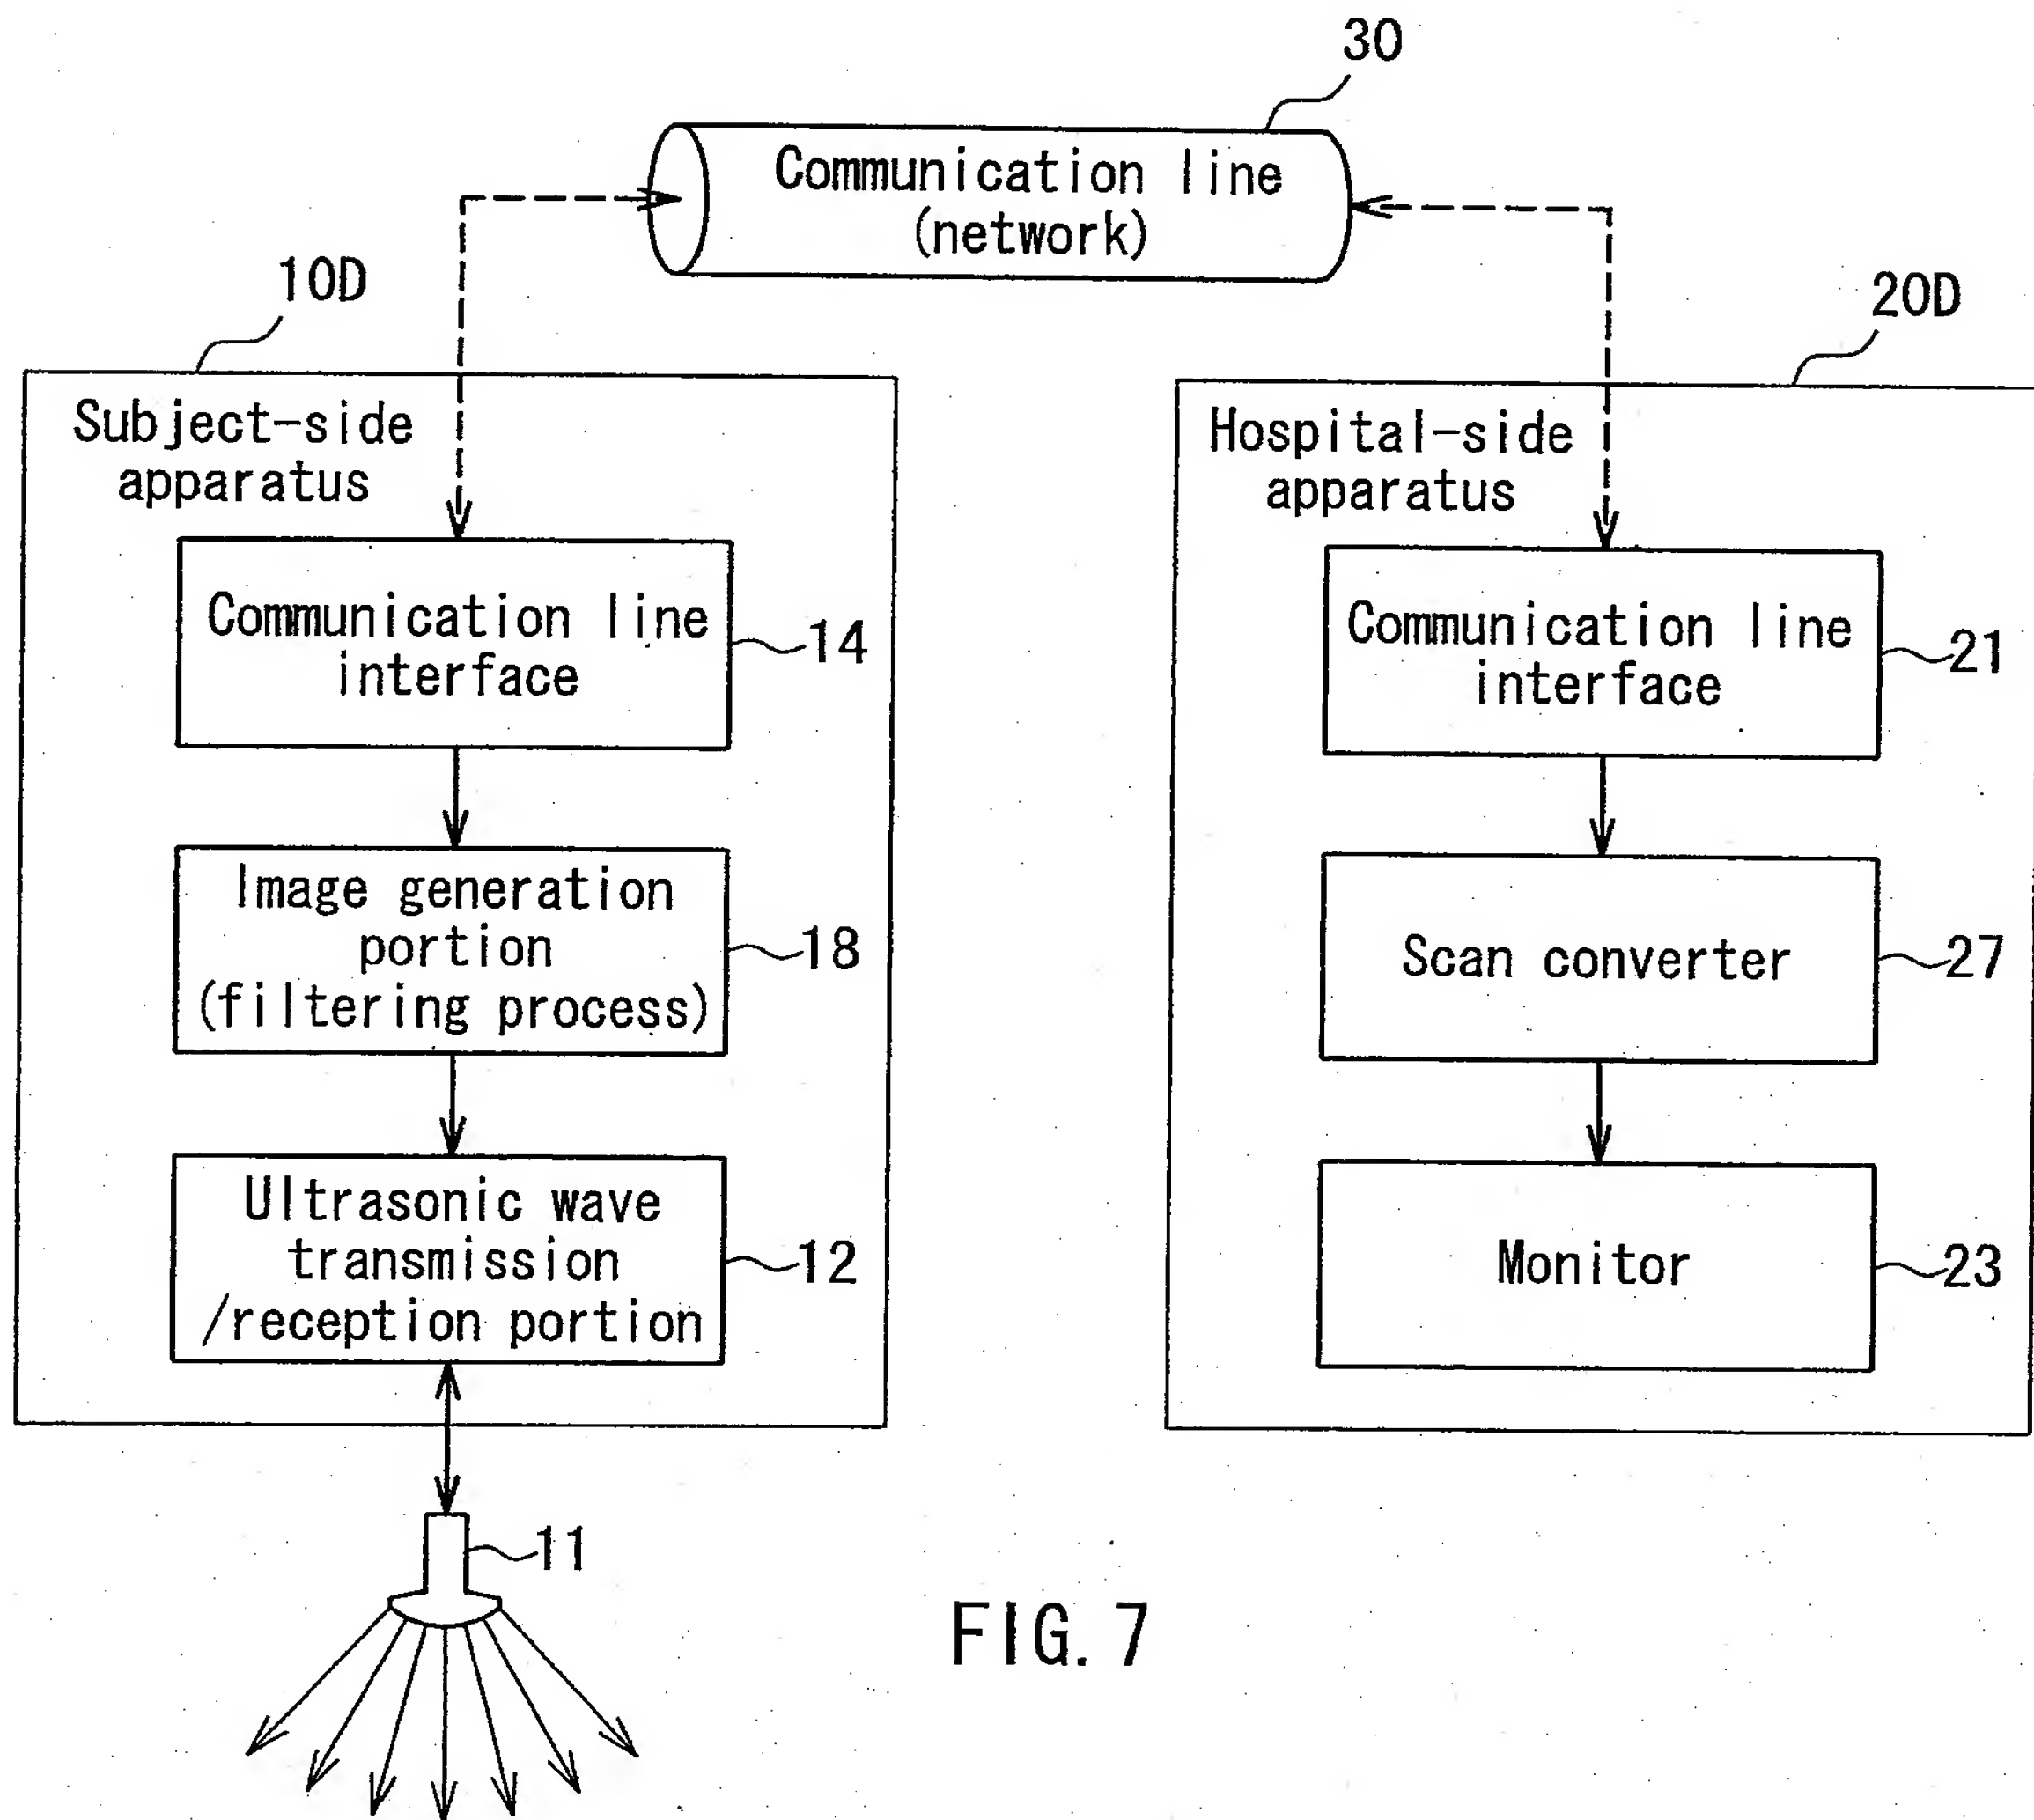 30
Communication line
(network)
10D
20D
Subject-side
apparatus
Communication line
interface
14
Image generation
portion
(filtering process)
18
Ultrasonic wave
transmission
/reception portion
12
11
Hospital-side
apparatus
Communication line
interface
21
Scan converter
27
Monitor
23
FIG. 7